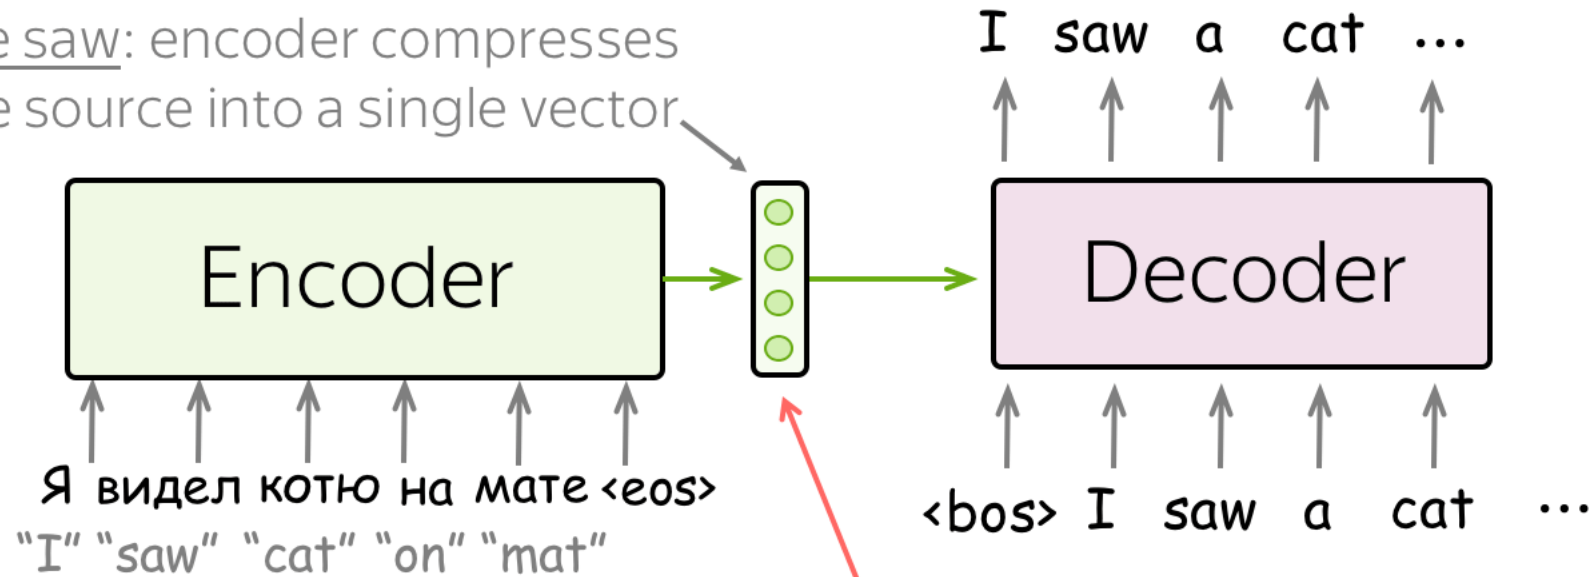 e saw: encoder compresses
e source into a single vector
I saw a cat ...
Encoder
Decoder
Я видел котю на мате <eos>
"I" "saw" "cat" "on" "mat"
<bos> I saw a cat ...